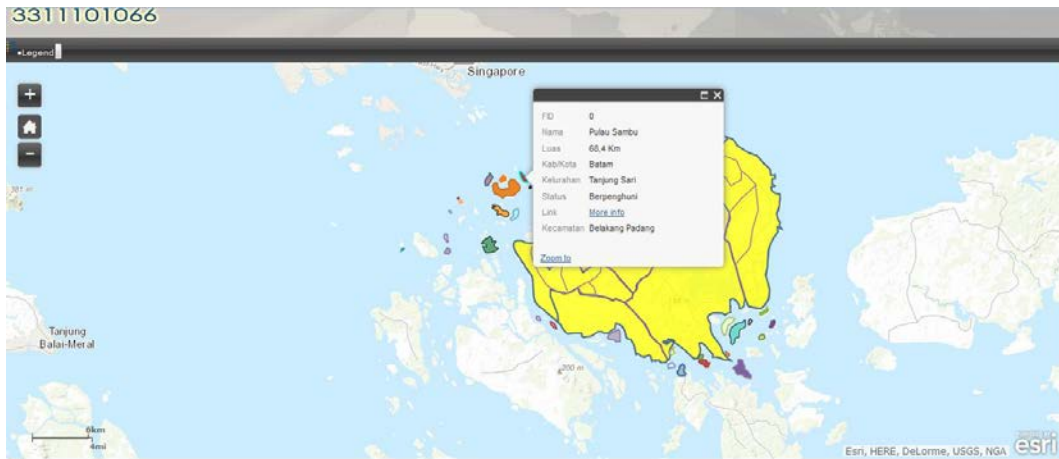 3311101066
Legend
Singapore
FID 0
Nama Pulau Sambu
Luas 68,4 Km
Kab/Kota Batam
Kelurahan Tanjung Sari
Status Berpenghuni
Link More info
Kecamatan Belakang Padang
Zoom to
Tanjung
Balai-Meral
200 m
6km
4mi
Esri, HERE, DeLorme, USGS, NGA
esri